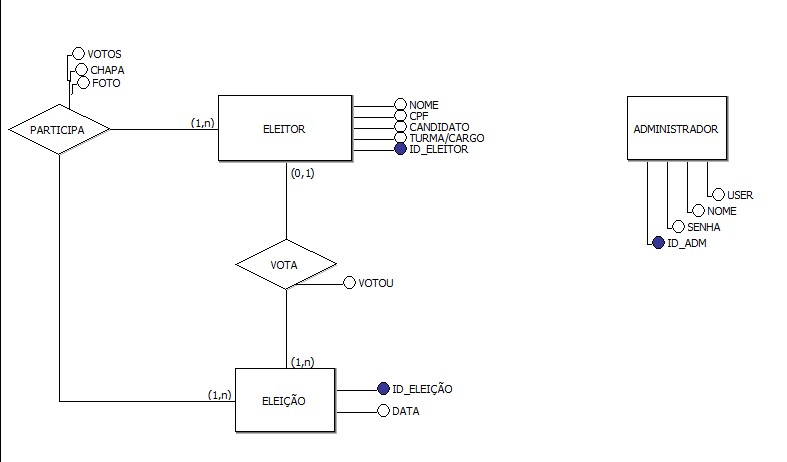 VOTOS
CHAPA
FOTO
PARTICIPA
(1,n)
ELEITOR
NOME
CPF
CANDIDATO
TURMA/CARGO
ID_ELEITOR
(0,1)
VOTA
VOTOU
(1,n)
(1,n)
ELEIÇÃO
ID_ELEIÇÃO
DATA
ADMINISTRADOR
USER
NOME
SENHA
ID_ADM